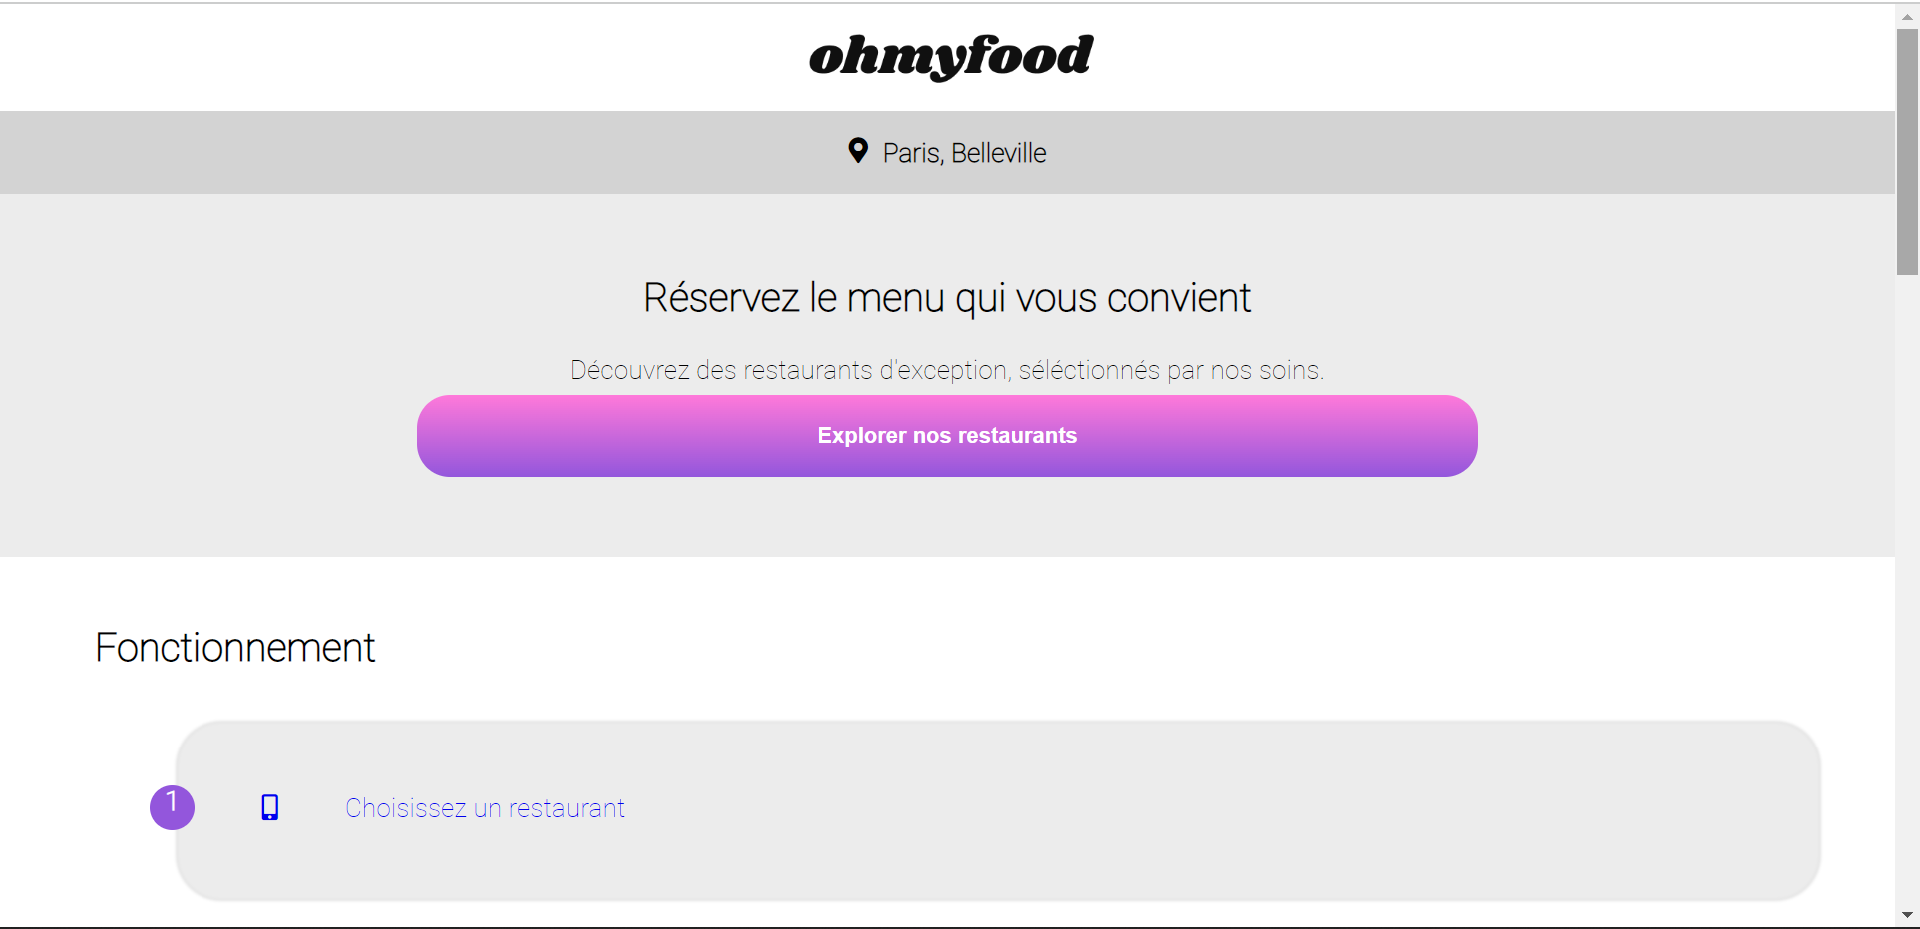 ohmyfood
Paris, Belleville
Réservez le menu qui vous convient
Découvrez des restaurants d'exception, séléctionnés par nos soins.
Explorer nos restaurants
Fonctionnement
1 Choisissez un restaurant